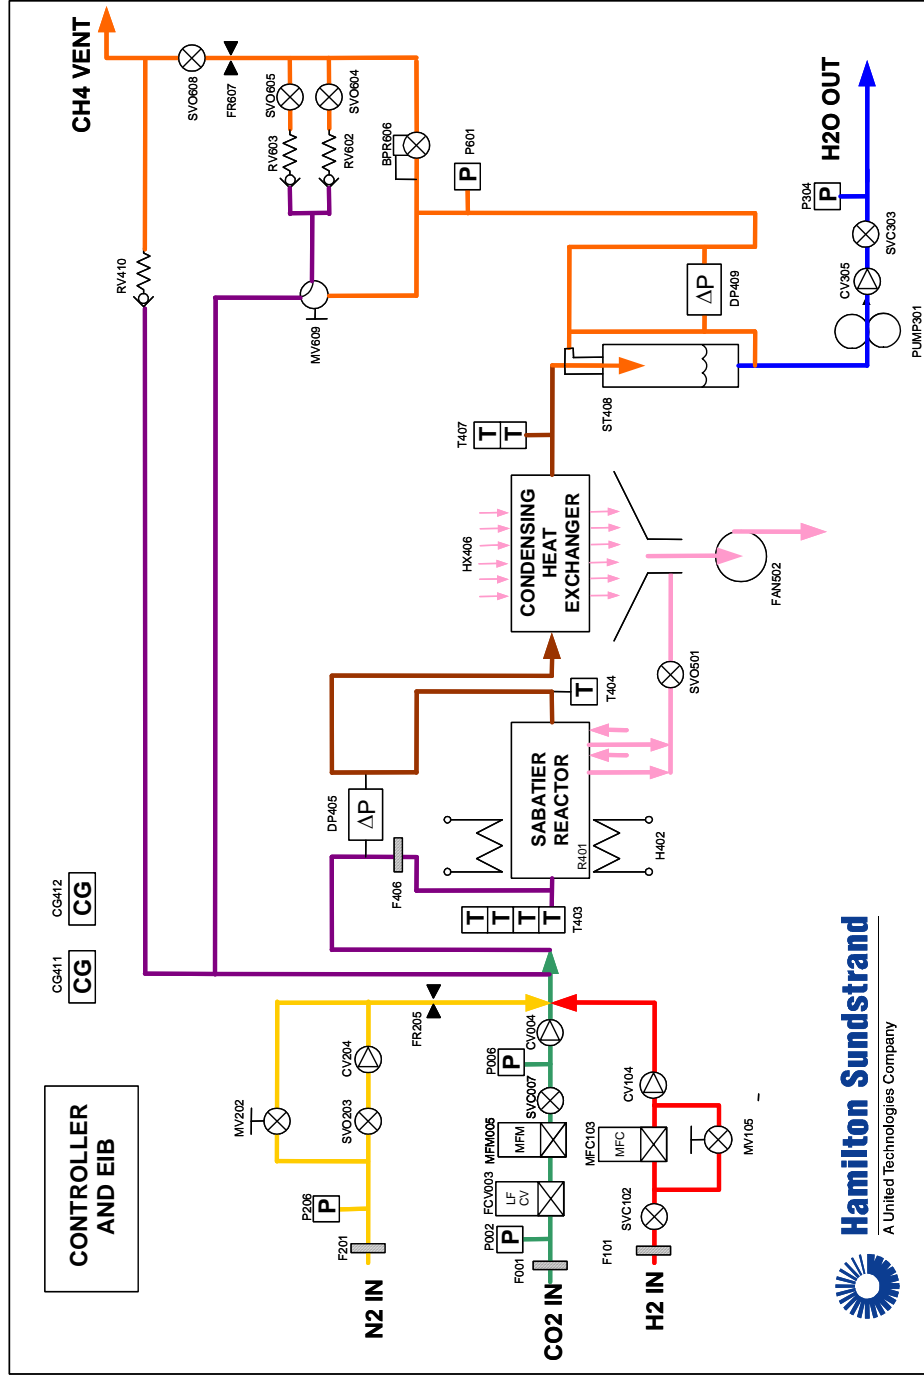 CONTROLLER
AND EIB
CG411
CG
CG412
CG
RV410
CH4 VENT
SVO608
FR607
SVO605
SVO604
RV603
RV602
BPR606
P601
P
MV609
N2 IN
F201
P206
P
MV202
SVO203
CV204
FR205
CO2 IN
F001
P002
P
FCV003
LF
CV
MFM005
MFM
SVC007
P006
P
CV004
H2 IN
F101
SVC102
MFC103
MFC
CV104
MV105
T403
T
T
T
T
F406
DP405
ΔP
SABATIER
REACTOR
R401
H402
T404
T
HX406
CONDENSING
HEAT
EXCHANGER
T407
T
T
SVO501
FAN502
ST408
DP409
ΔP
PUMP301
CV305
SVC303
P304
P
H2O OUT
Hamilton Sundstrand
A United Technologies Company